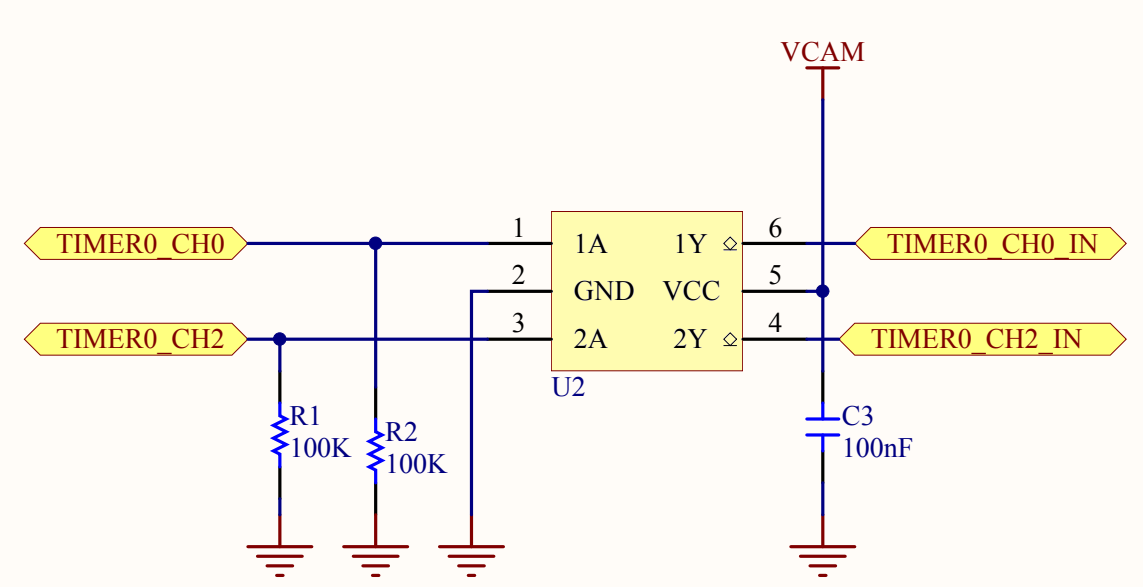 VCAM
TIMER0_CH0
1
1A
1Y
6
TIMER0_CH0_IN
2
GND
VCC
5
TIMER0_CH2
3
2A
2Y
4
TIMER0_CH2_IN
U2
R1
100K
R2
100K
C3
100nF